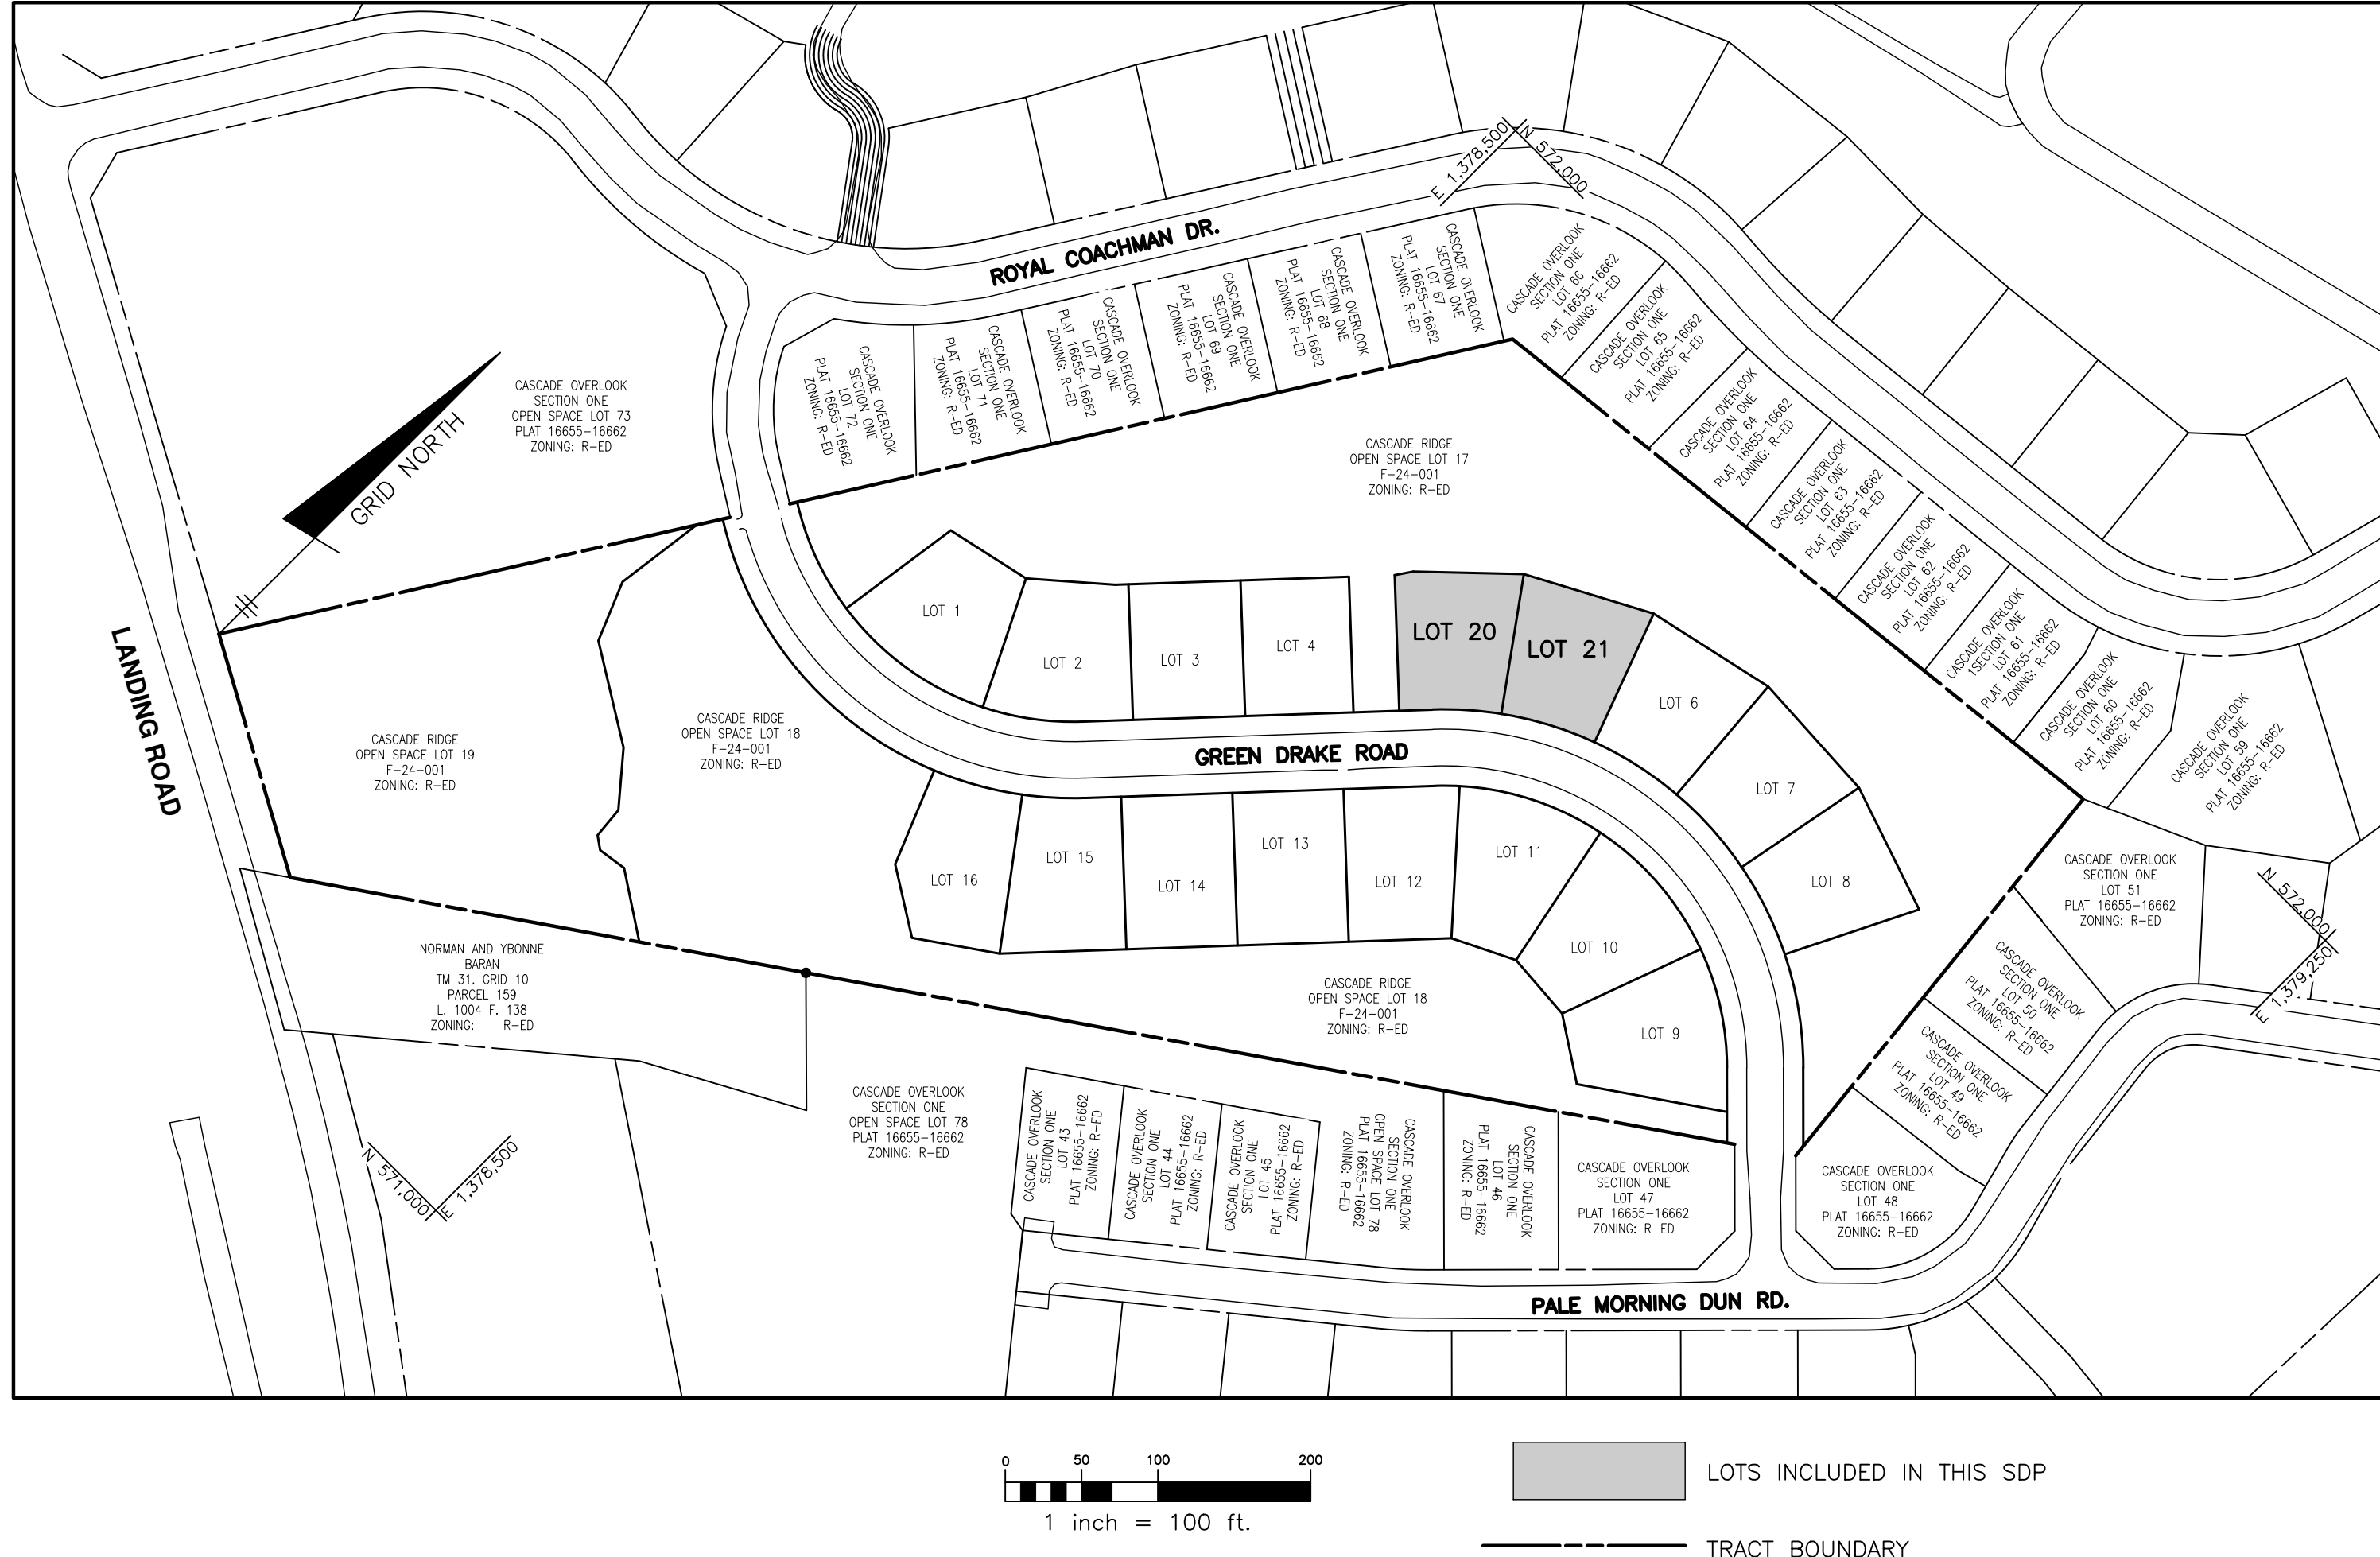 E 1,378,500
N 572,000
ROYAL COACHMAN DR.
CASCADE OVERLOOK
SECTION ONE
LOT 66
PLAT 16655-16662
ZONING: R-ED
CASCADE OVERLOOK
SECTION ONE
LOT 67
PLAT 16655-16662
ZONING: R-ED
CASCADE OVERLOOK
SECTION ONE
LOT 68
PLAT 16655-16662
ZONING: R-ED
CASCADE OVERLOOK
SECTION ONE
LOT 69
PLAT 16655-16662
ZONING: R-ED
CASCADE OVERLOOK
SECTION ONE
LOT 70
PLAT 16655-16662
ZONING: R-ED
CASCADE OVERLOOK
SECTION ONE
LOT 71
PLAT 16655-16662
ZONING: R-ED
CASCADE OVERLOOK
SECTION ONE
LOT 72
PLAT 16655-16662
ZONING: R-ED
CASCADE OVERLOOK
SECTION ONE
LOT 65
PLAT 16655-16662
ZONING: R-ED
CASCADE OVERLOOK
SECTION ONE
LOT 64
PLAT 16655-16662
ZONING: R-ED
CASCADE OVERLOOK
SECTION ONE
LOT 63
PLAT 16655-16662
ZONING: R-ED
CASCADE OVERLOOK
SECTION ONE
LOT 62
PLAT 16655-16662
ZONING: R-ED
CASCADE OVERLOOK
1SECTION ONE
LOT 61
PLAT 16655-16662
ZONING: R-ED
CASCADE OVERLOOK
SECTION ONE
LOT 60
PLAT 16655-16662
ZONING: R-ED
CASCADE OVERLOOK
SECTION ONE
LOT 59
PLAT 16655-16662
ZONING: R-ED
CASCADE OVERLOOK
SECTION ONE
OPEN SPACE LOT 73
PLAT 16655-16662
ZONING: R-ED
GRID NORTH
CASCADE RIDGE
OPEN SPACE LOT 17
F-24-001
ZONING: R-ED
LOT 1
LOT 2
LOT 3
LOT 4
LOT 20
LOT 21
LOT 6
LOT 7
LOT 8
LANDING ROAD
CASCADE RIDGE
OPEN SPACE LOT 19
F-24-001
ZONING: R-ED
CASCADE RIDGE
OPEN SPACE LOT 18
F-24-001
ZONING: R-ED
GREEN DRAKE ROAD
LOT 16
LOT 15
LOT 14
LOT 13
LOT 12
LOT 11
LOT 10
LOT 9
CASCADE OVERLOOK
SECTION ONE
LOT 51
PLAT 16655-16662
ZONING: R-ED
N 572,000
E 1,379,250
CASCADE OVERLOOK
SECTION ONE
LOT 50
PLAT 16655-16662
ZONING: R-ED
CASCADE OVERLOOK
SECTION ONE
LOT 49
PLAT 16655-16662
ZONING: R-ED
NORMAN AND YBONNE
BARAN
TM 31. GRID 10
PARCEL 159
L. 1004 F. 138
ZONING: R-ED
CASCADE RIDGE
OPEN SPACE LOT 18
F-24-001
ZONING: R-ED
CASCADE OVERLOOK
SECTION ONE
OPEN SPACE LOT 78
PLAT 16655-16662
ZONING: R-ED
N 571,000
E 1,378,500
CASCADE OVERLOOK
SECTION ONE
LOT 43
PLAT 16655-16662
ZONING: R-ED
CASCADE OVERLOOK
SECTION ONE
LOT 44
PLAT 16655-16662
ZONING: R-ED
CASCADE OVERLOOK
SECTION ONE
LOT 45
PLAT 16655-16662
ZONING: R-ED
CASCADE OVERLOOK
SECTION ONE
OPEN SPACE LOT 78
PLAT 16655-16662
ZONING: R-ED
CASCADE OVERLOOK
SECTION ONE
LOT 46
PLAT 16655-16662
ZONING: R-ED
CASCADE OVERLOOK
SECTION ONE
LOT 47
PLAT 16655-16662
ZONING: R-ED
CASCADE OVERLOOK
SECTION ONE
LOT 48
PLAT 16655-16662
ZONING: R-ED
PALE MORNING DUN RD.
0 50 100 200
1 inch = 100 ft.
LOTS INCLUDED IN THIS SDP
TRACT BOUNDARY